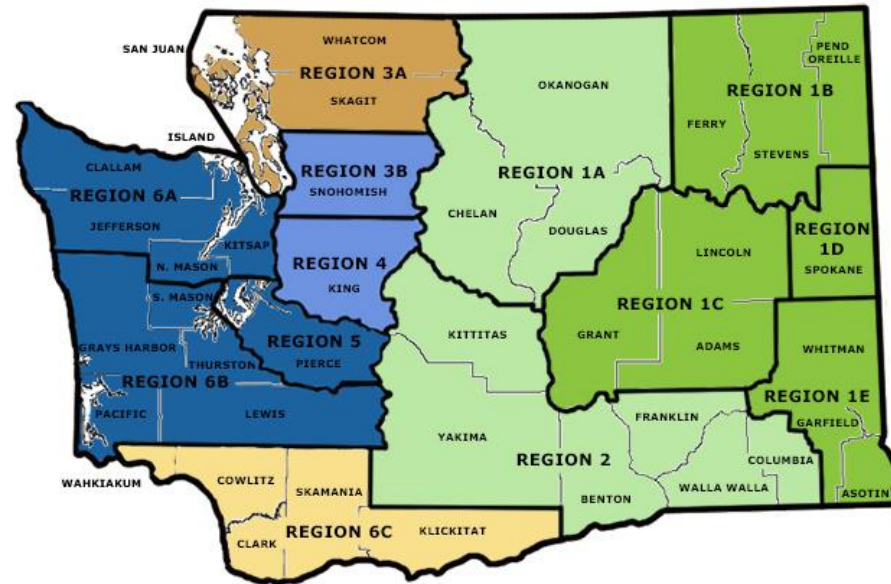 SAN JUAN
WHATCOM
REGION 3A
SKAGIT
ISLAND
OKANOGAN
REGION 1A
CHELAN
DOUGLAS
PEND
OREILLE
REGION 1B
FERRY
STEVENS
CLALLAM
REGION 6A
JEFFERSON
KITSAP
N. MASON
REGION 3B
SNOHOMISH
REGION 4
KING
LINCOLN
REGION 1C
GRANT
ADAMS
REGION
1D
SPOKANE
S. MASON
GRAYS HARBOR
THURSTON
REGION 6B
PACIFIC
LEWIS
REGION 5
PIERCE
KITTITAS
YAKIMA
REGION 2
FRANKLIN
BENTON
WALLA WALLA
COLUMBIA
WHITMAN
REGION 1E
GARFIELD
ASOTIN
WAHKIAKUM
COWLITZ
SKAMANIA
CLARK
REGION 6C
KLICKITAT